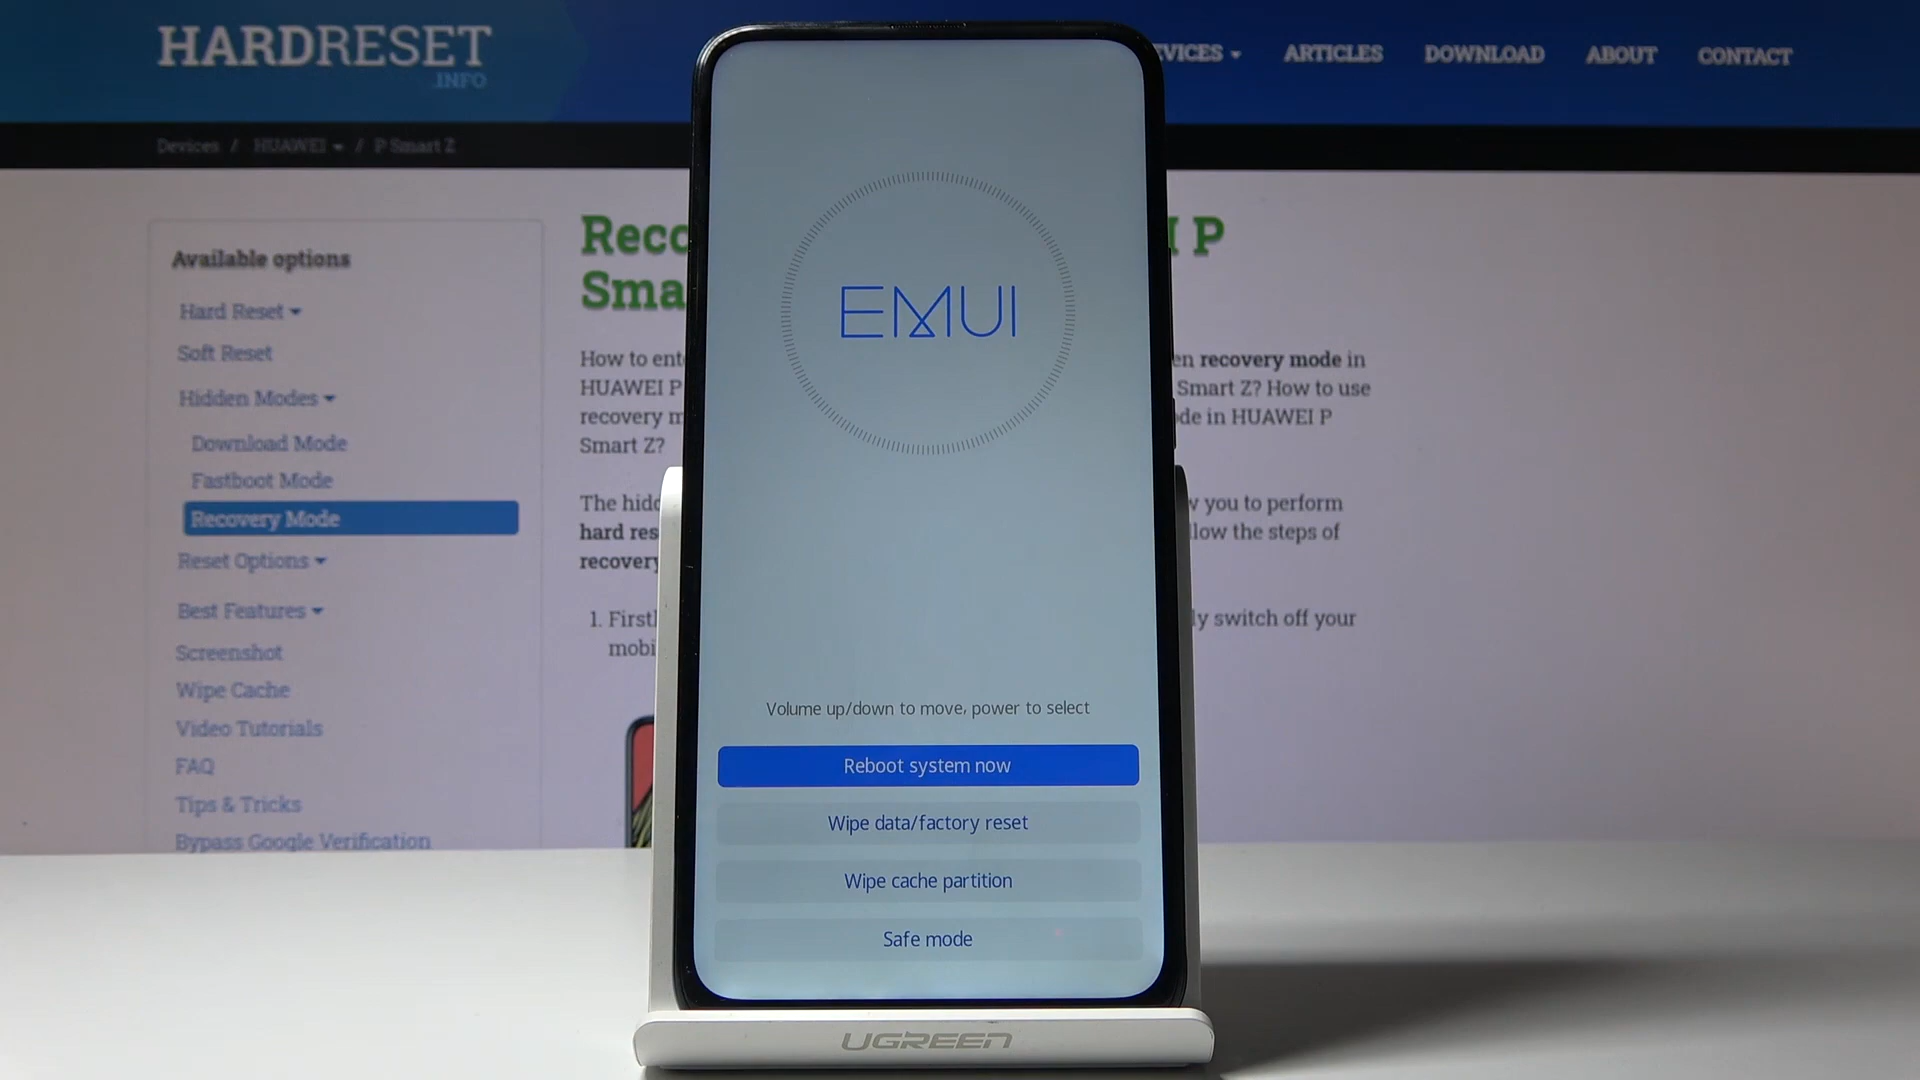 HARDRESET
.INFO
VICES ARTICLES DOWNLOAD ABOUT CONTACT
Devices / HUAWEI / P Smart Z
Available options
Hard Reset
Soft Reset
Hidden Modes
Download Mode
Fastboot Mode
Recovery Mode
Reset Options
Best Features
Screenshot
Wipe Cache
Video Tutorials
FAQ
Tips & Tricks
Bypass Google Verification
Reco I P
Sma
How to ente en recovery mode in
HUAWEI P Smart Z? How to use
recovery m de in HUAWEI P
Smart Z?
The hidd w you to perform
hard res llow the steps of
recovery
1. Firstl ly switch off your
mobi
EMUI
Volume up/down to move, power to select
Reboot system now
Wipe data/factory reset
Wipe cache partition
Safe mode
UGREEN